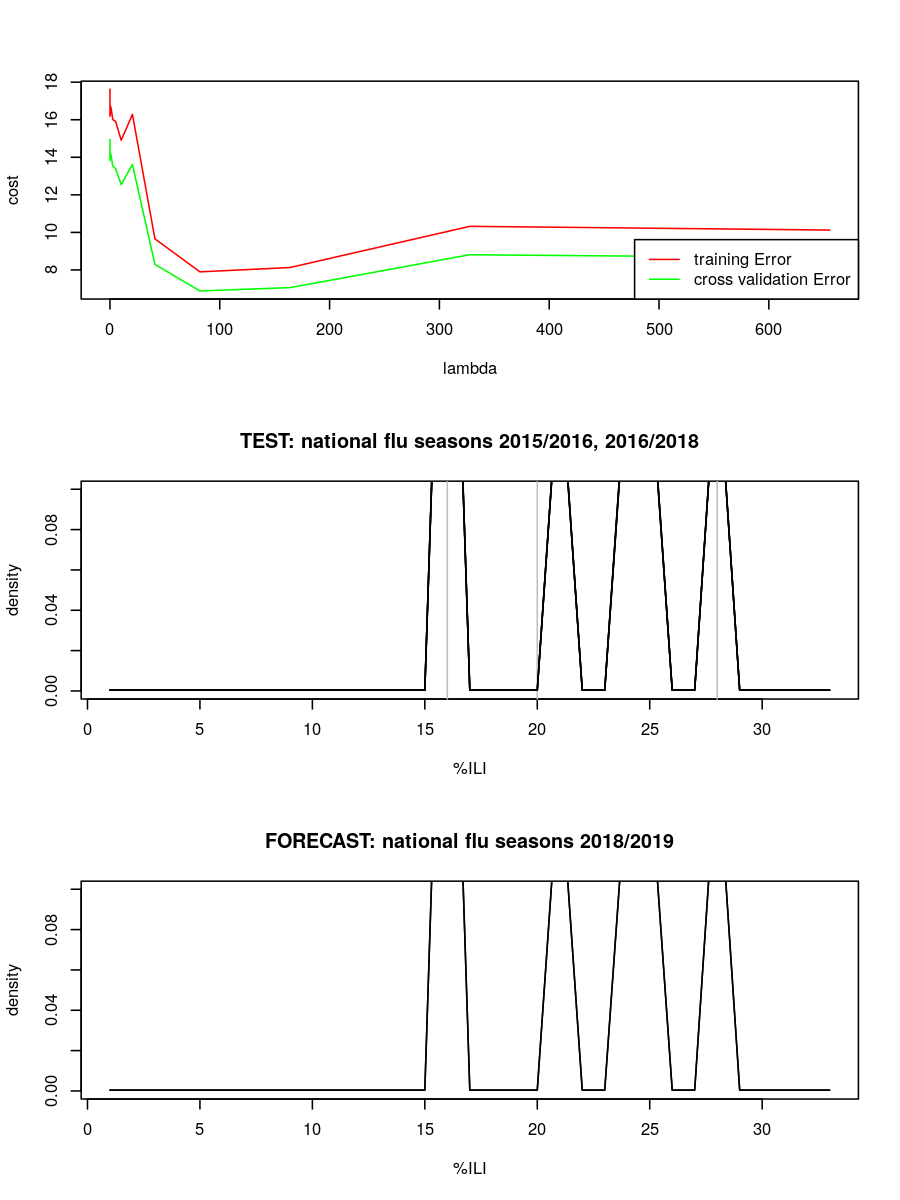 18
16
14
12
10
8
cost
training Error
cross validation Error
0 100 200 300 400 500 600
lambda
TEST: national flu seasons 2015/2016, 2016/2018
0.08
0.04
0.00
density
0 5 10 15 20 25 30
%ILI
FORECAST: national flu seasons 2018/2019
0.08
0.04
0.00
density
0 5 10 15 20 25 30
%ILI